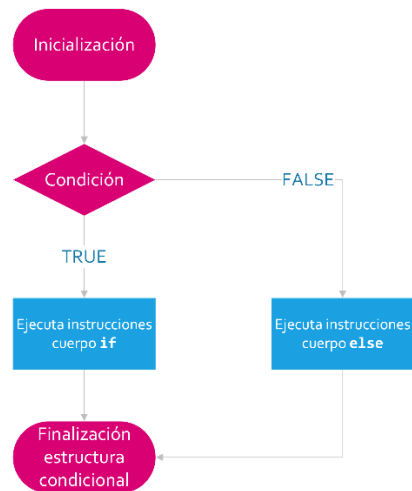 Inicialización
Condición
FALSE
TRUE
Ejecuta instrucciones
cuerpo if
Ejecuta instrucciones
cuerpo else
Finalización
estructura
condicional